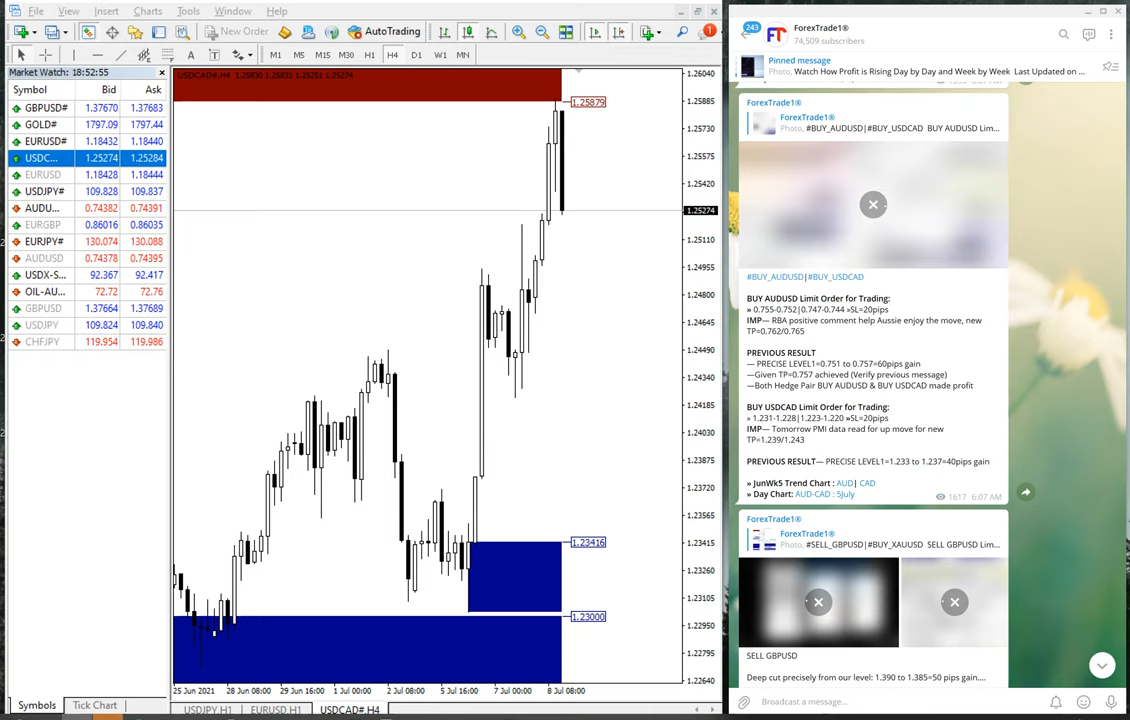 File View Insert Charts Tools Window Help
New Order AutoTrading 1
A T M1 M5 M15 M30 H1 H4 D1 W1 MN
Market Watch: 18:52:55
Symbol Bid Ask
GBPUSD# 1.37670 1.37683
GOLD# 1797.09 1797.44
EURUSD# 1.18432 1.18440
USDC... 1.25274 1.25284
EURUSD 1.18428 1.18444
USDJPY# 109.828 109.837
AUDU... 0.74382 0.74391
EURGBP 0.86016 0.86035
EURJPY# 130.074 130.088
AUDUSD 0.74378 0.74395
USDX-S... 92.367 92.417
OIL-AU... 72.72 72.76
GBPUSD 1.37664 1.37689
USDJPY 109.824 109.840
CHFJPY 119.954 119.986
Symbols Tick Chart
USDCAD#,H4 1.25830 1.25831 1.25251 1.25274
1.25879
1.23416
1.23000
1.26040
1.25885
1.25730
1.25575
1.25420
1.25274
1.25110
1.24955
1.24800
1.24645
1.24490
1.24340
1.24185
1.24030
1.23875
1.23720
1.23565
1.23415
1.23260
1.23105
1.22950
1.22795
1.22640
25 Jun 2021 28 Jun 08:00 29 Jun 16:00 1 Jul 00:00 2 Jul 08:00 5 Jul 16:00 7 Jul 00:00 8 Jul 08:00
USDJPY,H1 EURUSD,H1 USDCAD#,H4
243 FT ForexTrade1®
74,509 subscribers
Pinned message
Photo, Watch How Profit is Rising Day by Day and Week by Week Last Updated on ...
ForexTrade1®
ForexTrade1®
Photo, #BUY_AUDUSD|#BUY_USDCAD BUY AUDUSD Lim...
#BUY_AUDUSD|#BUY_USDCAD
BUY AUDUSD Limit Order for Trading:
» 0.755-0.752|0.747-0.744 »SL=20pips
IMP— RBA positive comment help Aussie enjoy the move, new
TP=0.762/0.765
PREVIOUS RESULT
— PRECISE LEVEL1=0.751 to 0.757=60pips gain
—Given TP=0.757 achieved (Verify previous message)
—Both Hedge Pair BUY AUDUSD & BUY USDCAD made profit
BUY USDCAD Limit Order for Trading:
» 1.231-1.228|1.223-1.220 »SL=20pips
IMP— Tomorrow PMI data read for up move for new
TP=1.239/1.243
PREVIOUS RESULT— PRECISE LEVEL1=1.233 to 1.237=40pips gain
» JunWk5 Trend Chart : AUD| CAD
» Day Chart: AUD-CAD : 5July
1617 6:07 AM
ForexTrade1®
ForexTrade1®
Photo, #SELL_GBPUSD|#BUY_XAUUSD SELL GBPUSD Lim...
SELL GBPUSD
Deep cut precisely from our level: 1.390 to 1.385=50 pips gain....
Broadcast a message...